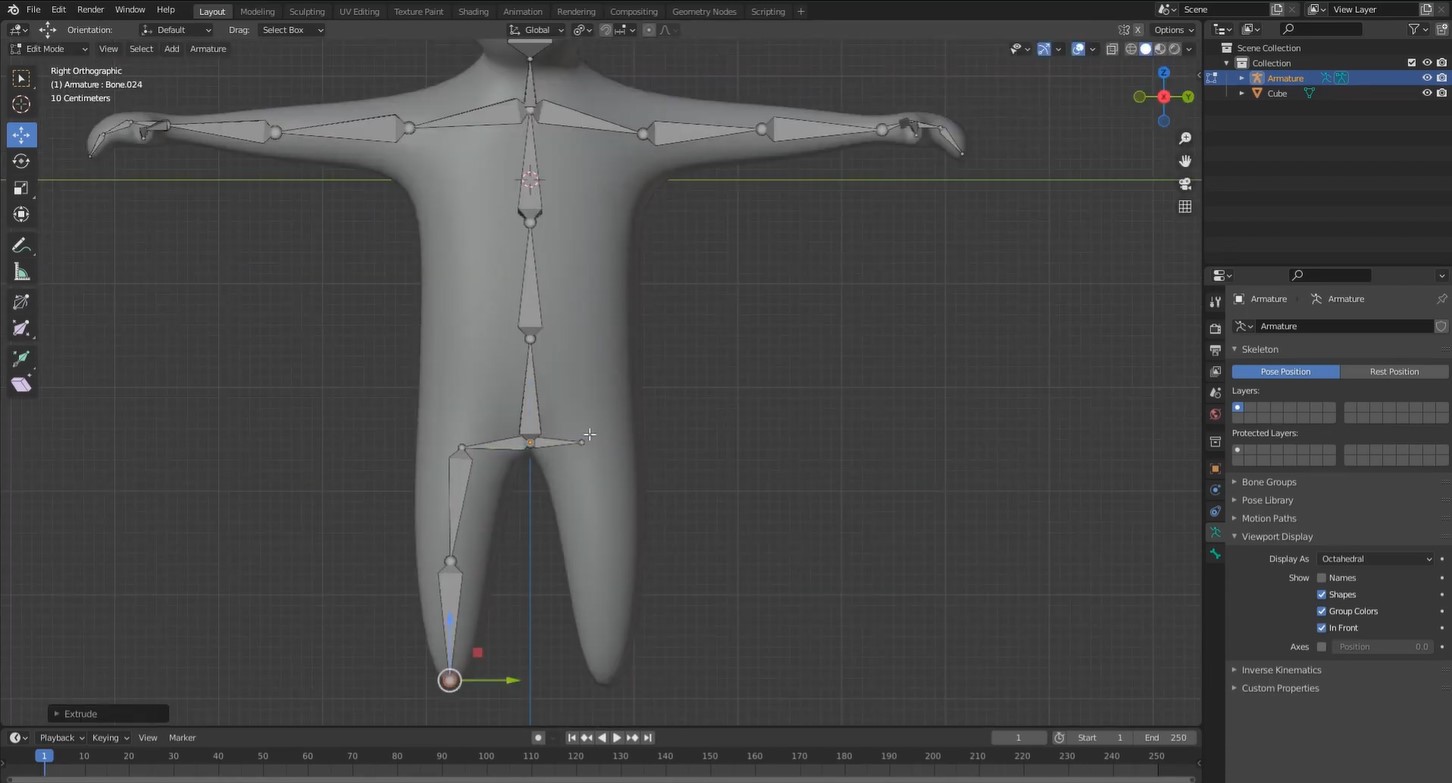 File Edit Render Window Help Layout Modeling Sculpting UV Editing Texture Paint Shading Animation Rendering Compositing Geometry Nodes Scripting + Scene View Layer
Orientation: Default Drag: Select Box Global X Options
Edit Mode View Select Add Armature
Right Orthographic
(1) Armature : Bone.024
10 Centimeters
Z
Y
X
Extrude
Scene Collection
Collection
Armature
Cube
Armature Armature
Armature
Skeleton
Pose Position Rest Position
Layers:
Protected Layers:
Bone Groups
Pose Library
Motion Paths
Viewport Display
Display As Octahedral
Show Names
Shapes
Group Colors
In Front
Axes Position 0.0
Inverse Kinematics
Custom Properties
Playback Keying View Marker 1 Start 1 End 250
1 10 20 30 40 50 60 70 80 90 100 110 120 130 140 150 160 170 180 190 200 210 220 230 240 250